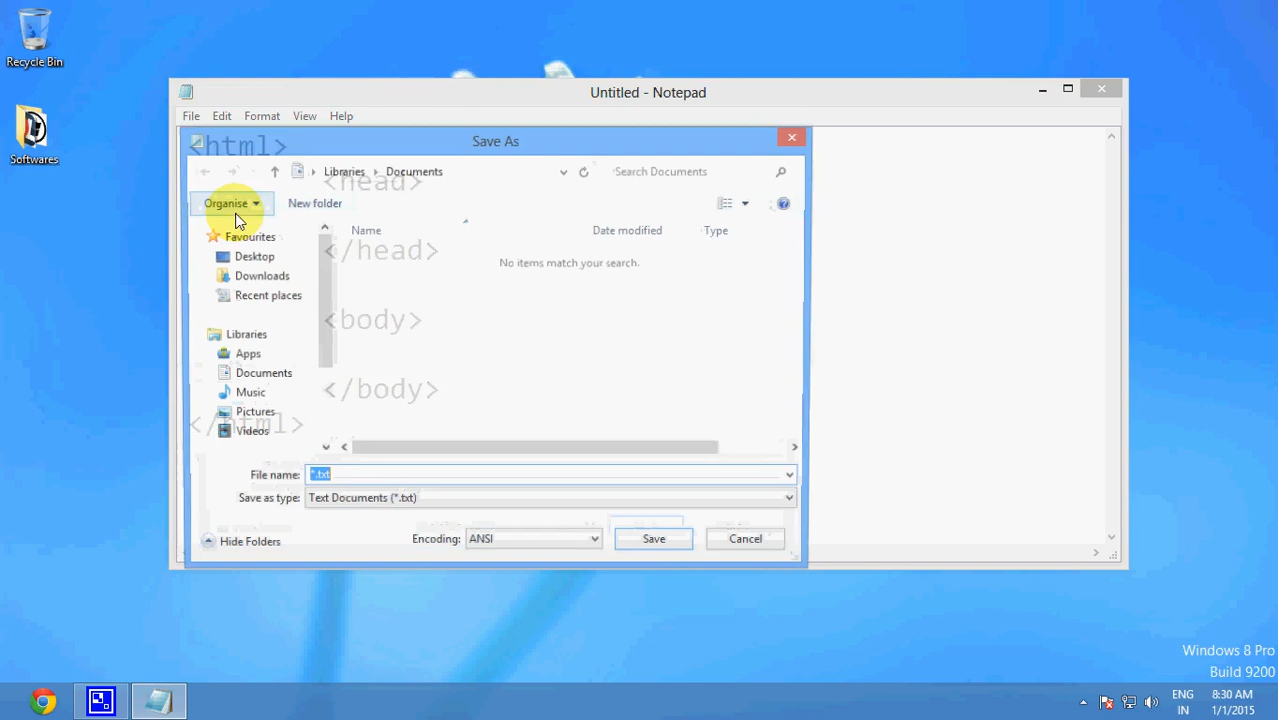 Recycle Bin
Softwares
Untitled - Notepad
File Edit Format View Help
<html>
Save As
Libraries Documents
Search Documents
<head>
Organise New folder
Name Date modified Type
Favourites
</head>
Desktop
No items match your search.
Downloads
Recent places
<body>
Libraries
Apps
Documents
</body>
Music
Pictures
</html>
Videos
File name: *.txt
Save as type: Text Documents (*.txt)
Hide Folders Encoding: ANSI Save Cancel
Windows 8 Pro
Build 9200
ENG 8:30 AM
IN 1/1/2015